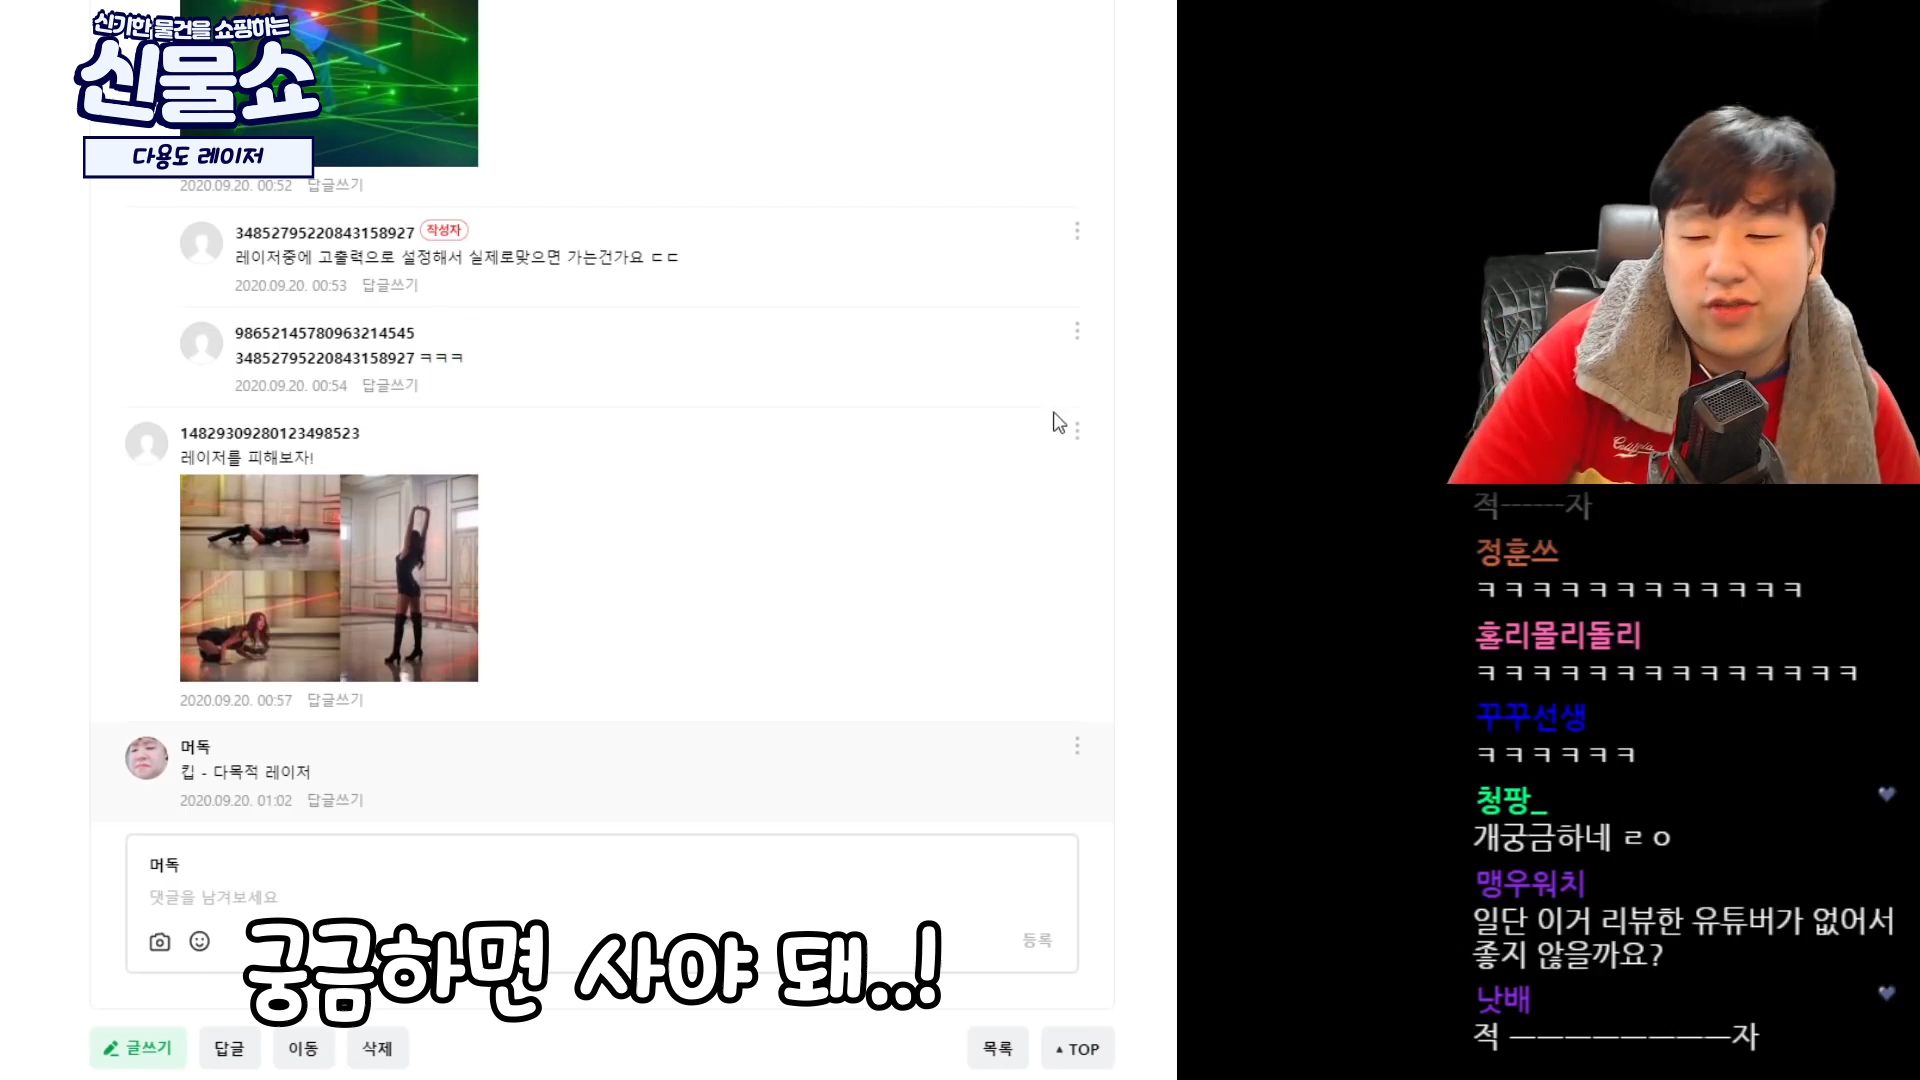 신기한 물건을 쇼핑하는
신물쇼
다용도 레이저
2020.09.20. 00:52 답글쓰기
34852795220843158927 작성자
레이저중에 고출력으로 설정해서 실제로맞으면 가는건가요 ㄷㄷ
2020.09.20. 00:53 답글쓰기
98652145780963214545
34852795220843158927 ㅋㅋㅋ
2020.09.20. 00:54 답글쓰기
14829309280123498523
레이저를 피해보자!
2020.09.20. 00:57 답글쓰기
머독
킵 - 다목적 레이저
2020.09.20. 01:02 답글쓰기
머독
댓글을 남겨보세요
등록
궁금하면 사야 돼..!
글쓰기 답글 이동 삭제 목록 ▲ TOP
적------자
정훈쓰
ㅋㅋㅋㅋㅋㅋㅋㅋㅋㅋㅋㅋ
홀리몰리돌리
ㅋㅋㅋㅋㅋㅋㅋㅋㅋㅋㅋㅋㅋㅋ
꾸꾸선생
ㅋㅋㅋㅋㅋㅋ
청팡_
개궁금하네 ㄹㅇ
맹우워치
일단 이거 리뷰한 유튜버가 없어서
좋지 않을까요?
낫배
적 ㅡㅡㅡㅡㅡㅡㅡㅡ자